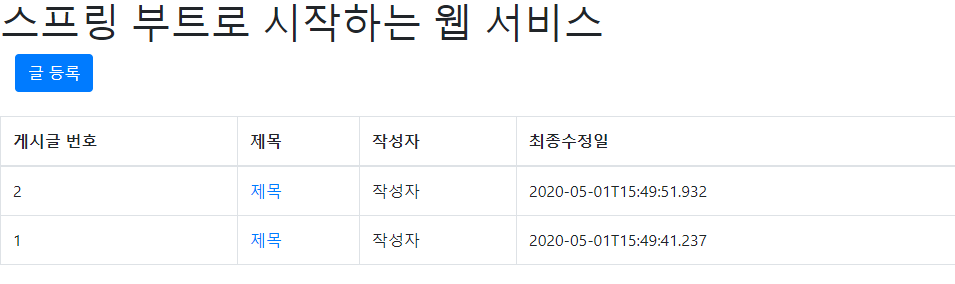 스프링 부트로 시작하는 웹 서비스
글 등록
게시글 번호 제목 작성자 최종수정일
2 제목 작성자 2020-05-01T15:49:51.932
1 제목 작성자 2020-05-01T15:49:41.237